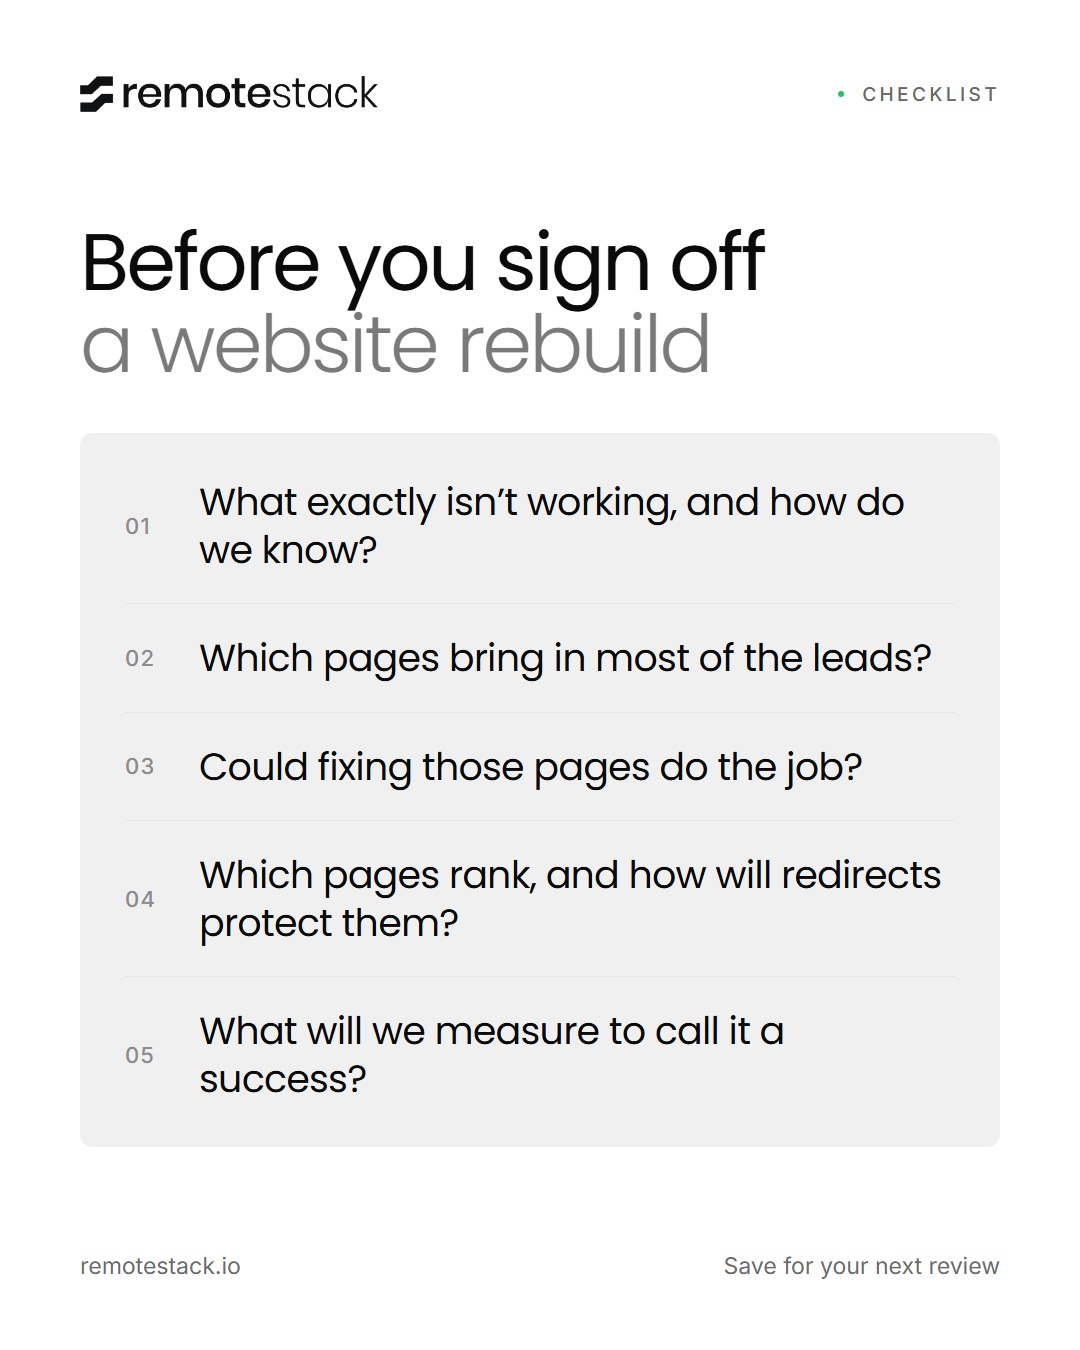 remotestack
CHECKLIST
Before you sign off
a website rebuild
01
What exactly isn’t working, and how do
we know?
02
Which pages bring in most of the leads?
03
Could fixing those pages do the job?
04
Which pages rank, and how will redirects
protect them?
05
What will we measure to call it a
success?
remotestack.io
Save for your next review